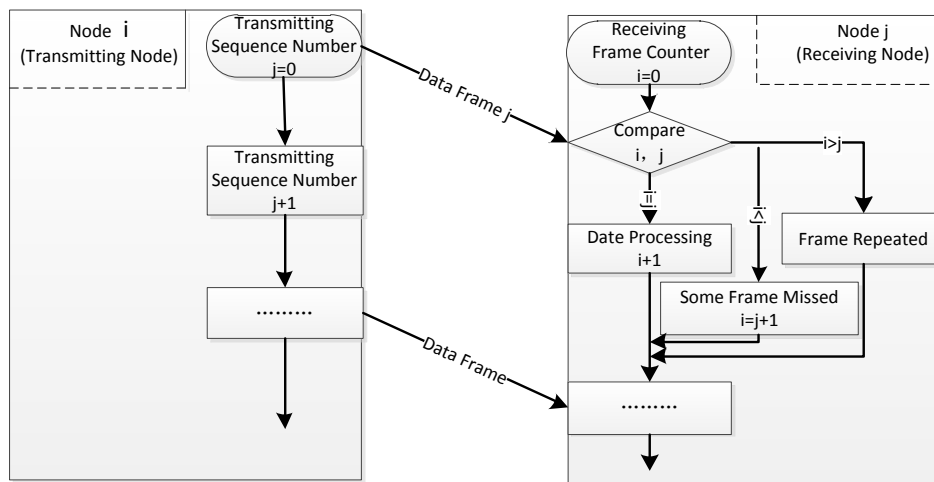 Node i
(Transmitting Node)
Transmitting
Sequence Number
j=0
Transmitting
Sequence Number
j+1
………
Data Frame j
Data Frame
Receiving
Frame Counter
i=0
Node j
(Receiving Node)
Compare
i, j
i>j
i=j
i<j
Date Processing
i+1
Frame Repeated
Some Frame Missed
i=j+1
………